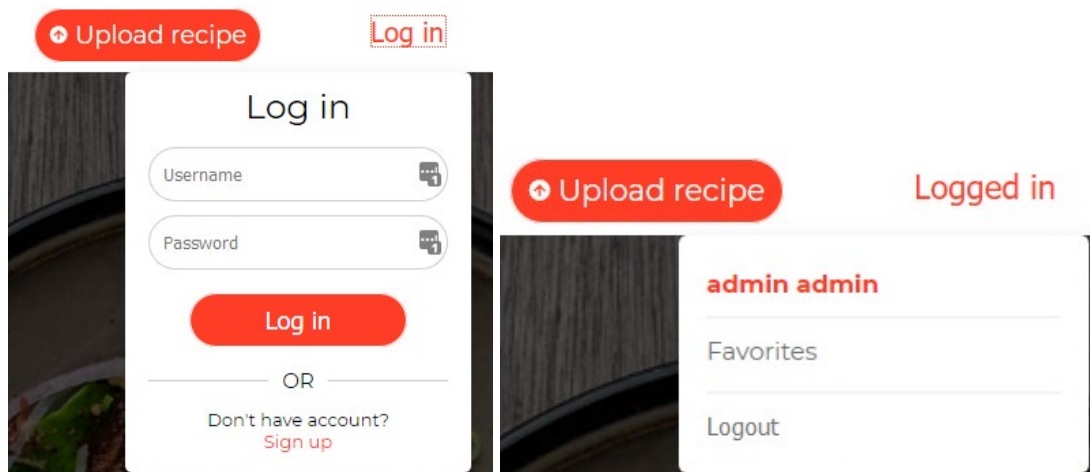 Upload recipe
Log in
Log in
Username
Password
Log in
OR
Don't have account?
Sign up
Upload recipe
Logged in
admin admin
Favorites
Logout